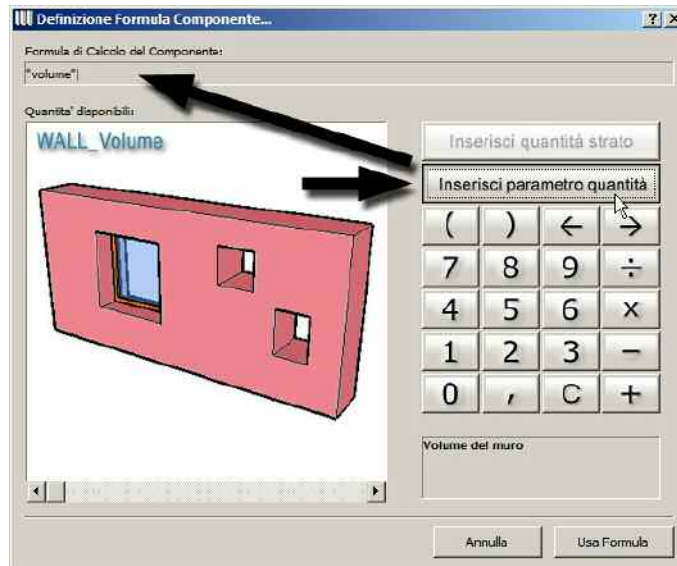 Definizione Formula Componente...
Formula di Calcolo del Componente:
"volume"
Quantita' disponibili:
WALL_Volume
Inserisci quantità strato
Inserisci parametro quantità
( ) ← →
7 8 9 ÷
4 5 6 x
1 2 3 −
0 , C +
Volume del muro
Annulla Usa Formula